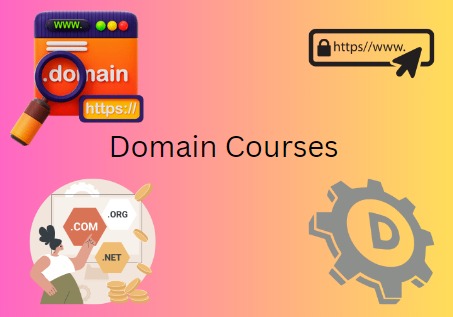 WWW.
.domain
https://
https//www.
Domain Courses
.ORG
.COM
.NET
D